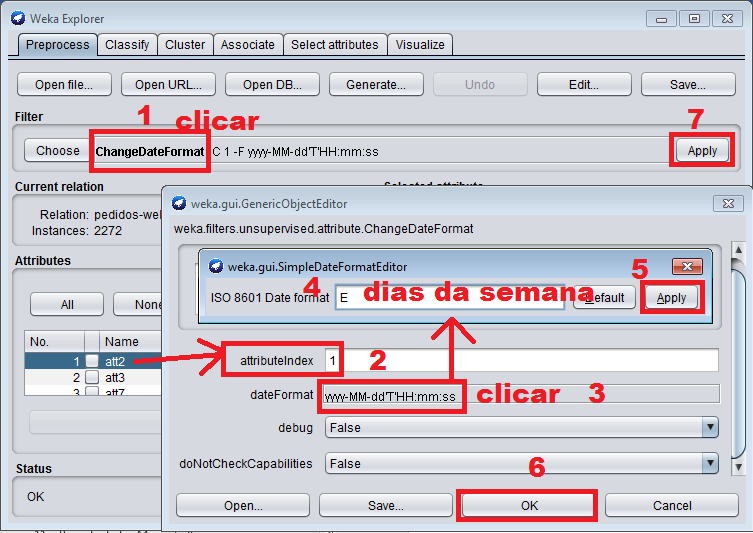 Weka Explorer
Preprocess Classify Cluster Associate Select attributes Visualize
Open file... Open URL... Open DB... Generate... Undo Edit... Save...
Filter
1 clicar 7
Choose ChangeDateFormat C 1 -F yyyy-MM-dd'T'HH:mm:ss Apply
Current relation
Selected attribute
Relation: pedidos-wel
Instances: 2272
Attributes
All None
No. Name
1 att2
2 att3
3 att7
Status
OK
weka.gui.GenericObjectEditor
weka.filters.unsupervised.attribute.ChangeDateFormat
weka.gui.SimpleDateFormatEditor
4 5
ISO 8601 Date format E dias da semana Default Apply
attributeIndex 1 2
dateFormat yyyy-MM-dd'T'HH:mm:ss clicar 3
debug False
doNotCheckCapabilities False
6
Open... Save... OK Cancel